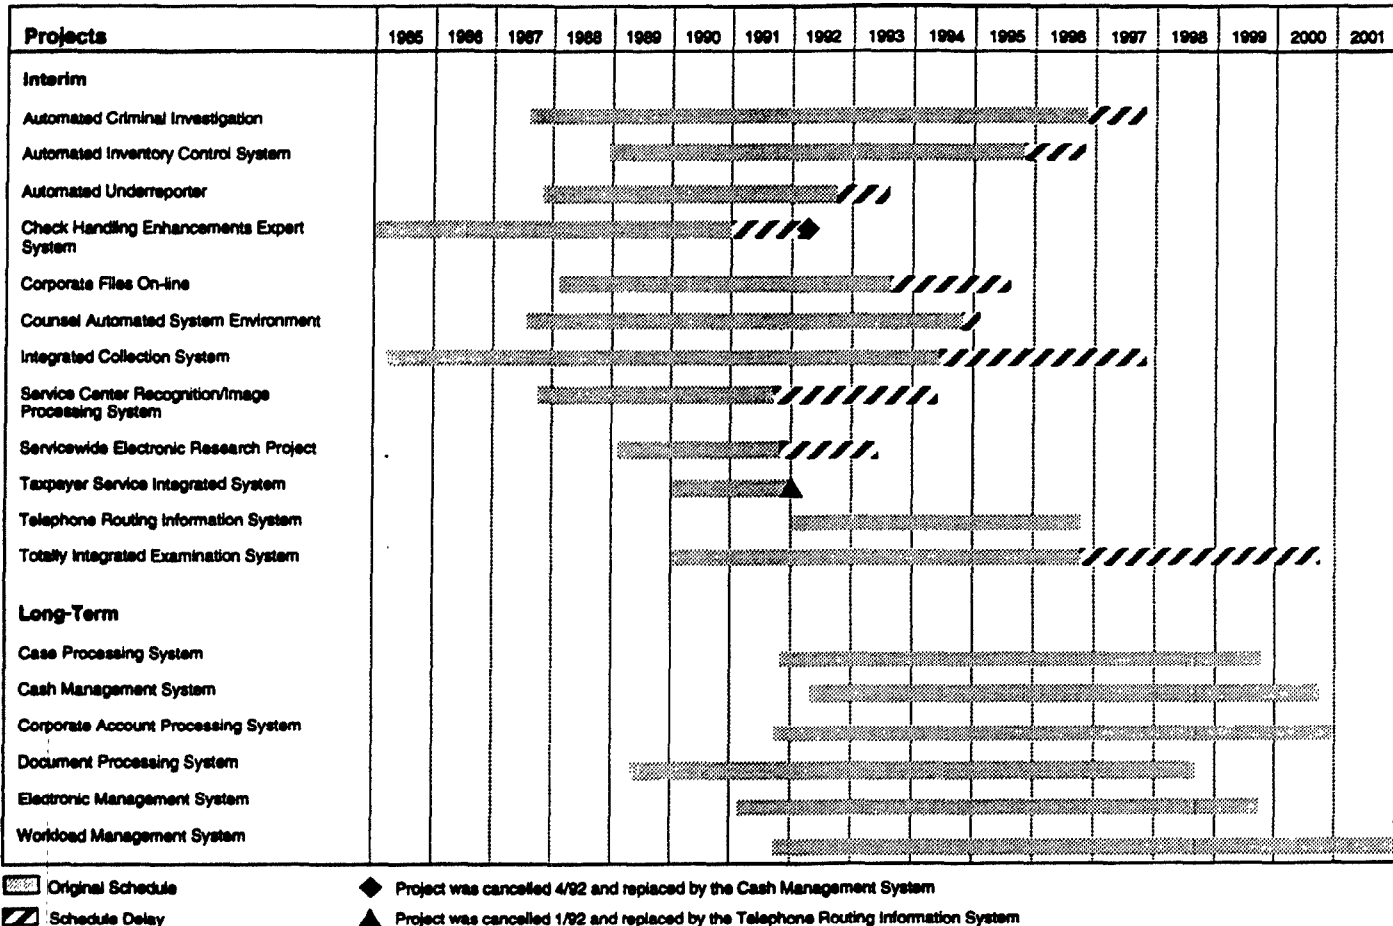 Projects 1985 1986 1987 1988 1989 1990 1991 1992 1993 1994 1995 1996 1997 1998 1999 2000 2001
Interim
Automated Criminal Investigation
Automated Inventory Control System
Automated Underreporter
Check Handling Enhancements Expert
System
Corporate Files On-line
Counsel Automated System Environment
Integrated Collection System
Service Center Recognition/Image
Processing System
Servicewide Electronic Research Project
Taxpayer Service Integrated System
Telephone Routing Information System
Totally Integrated Examination System
Long-Term
Case Processing System
Cash Management System
Corporate Account Processing System
Document Processing System
Electronic Management System
Workload Management System
Original Schedule
Project was cancelled 4/92 and replaced by the Cash Management System
Schedule Delay
Project was cancelled 1/92 and replaced by the Telephone Routing Information System